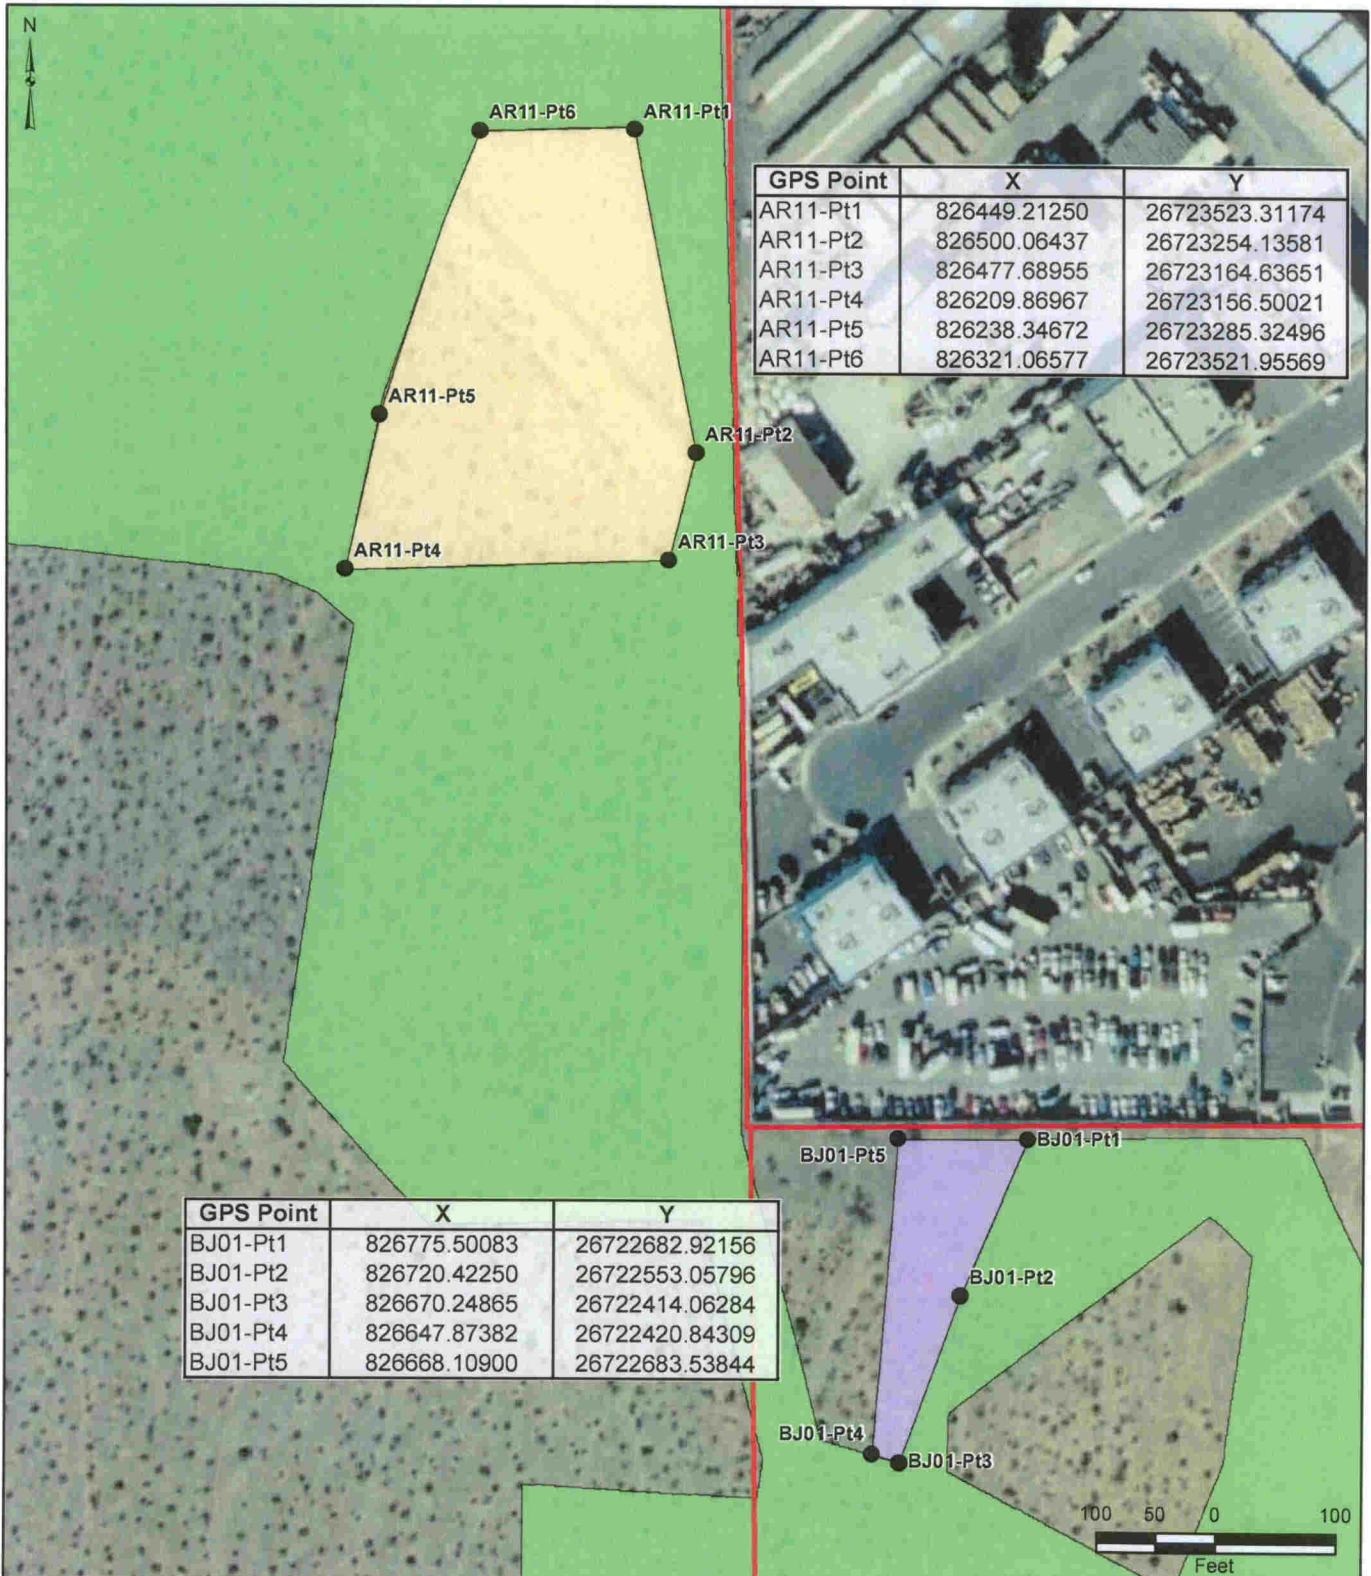 N
AR11-Pt6
AR11-Pt1
GPS Point X Y
AR11-Pt1 826449.21250 26723523.31174
AR11-Pt2 826500.06437 26723254.13581
AR11-Pt3 826477.68955 26723164.63651
AR11-Pt4 826209.86967 26723156.50021
AR11-Pt5 826238.34672 26723285.32496
AR11-Pt6 826321.06577 26723521.95569
AR11-Pt5
AR11-Pt2
AR11-Pt4
AR11-Pt3
BJ01-Pt5
BJ01-Pt1
GPS Point X Y
BJ01-Pt1 826775.50083 26722682.92156
BJ01-Pt2 826720.42250 26722553.05796
BJ01-Pt3 826670.24865 26722414.06284
BJ01-Pt4 826647.87382 26722420.84309
BJ01-Pt5 826668.10900 26722683.53844
BJ01-Pt2
BJ01-Pt4
BJ01-Pt3
100 50 0 100
Feet